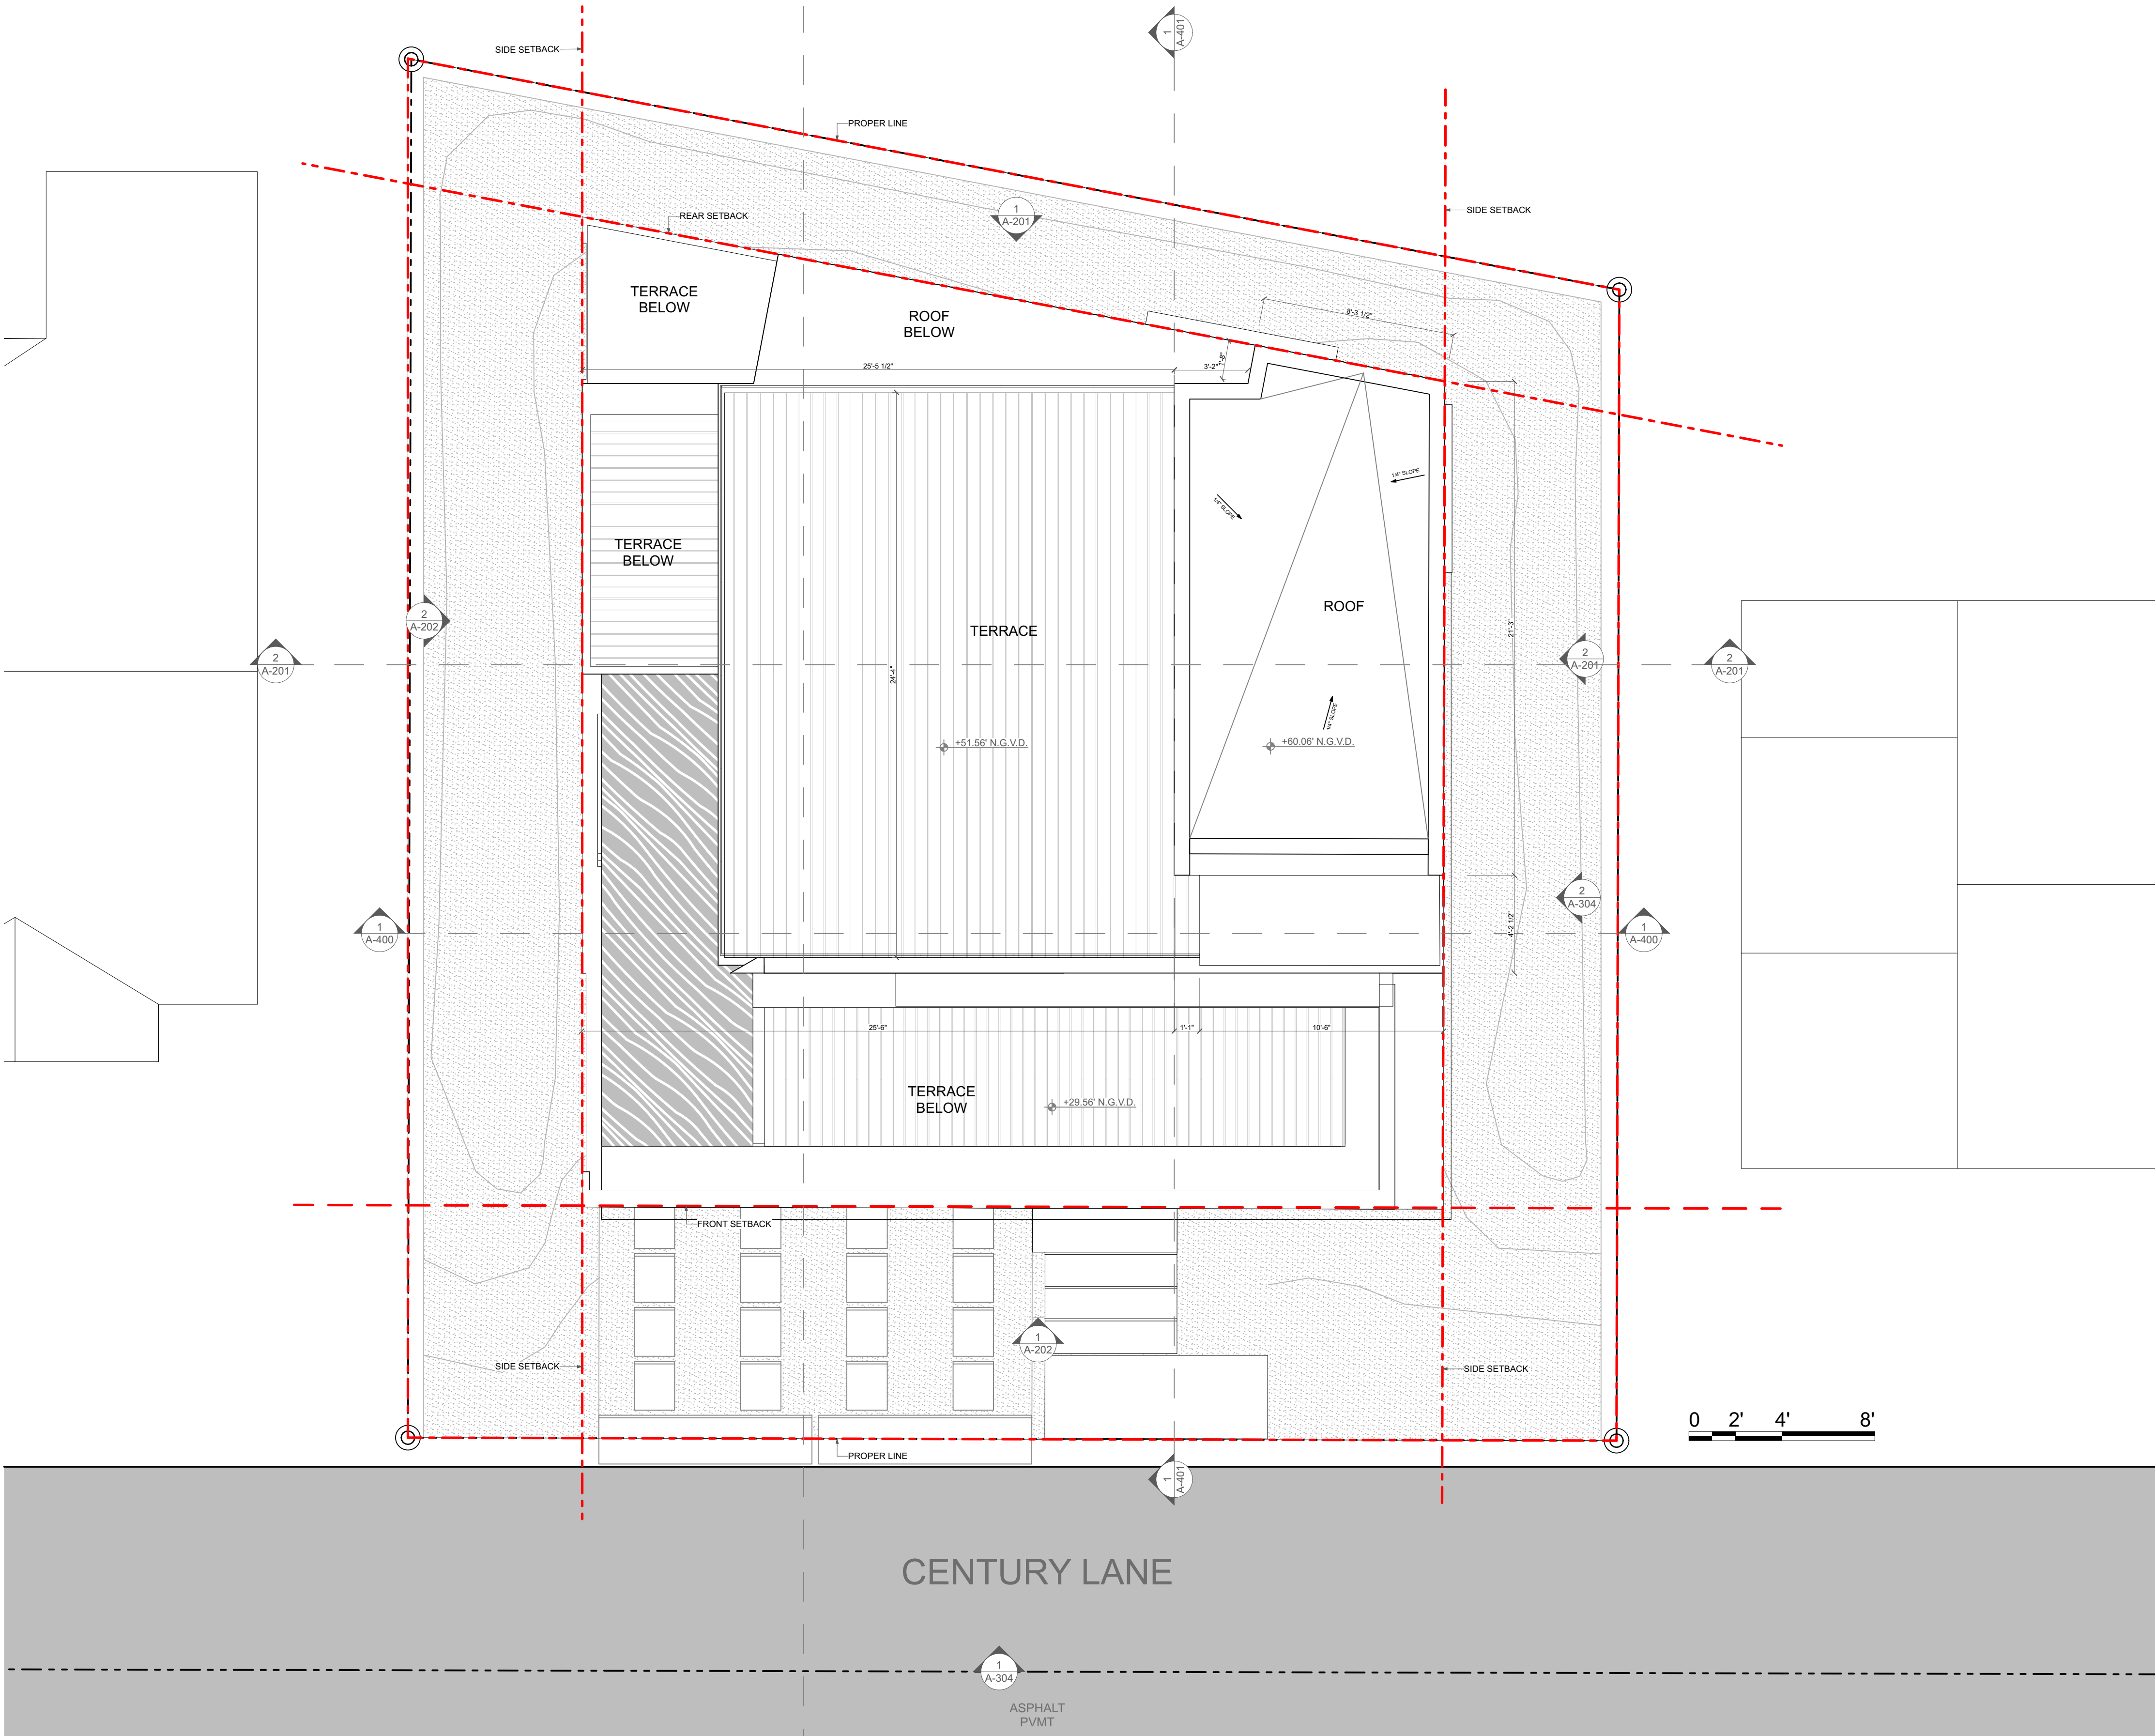 1
A-401
SIDE SETBACK
PROPER LINE
REAR SETBACK
1
A-201
SIDE SETBACK
TERRACE
BELOW
ROOF
BELOW
8'-3 1/2"
25'-5 1/2"
3'-2"
1'-8"
1/4" SLOPE
1/4" SLOPE
TERRACE
BELOW
TERRACE
ROOF
21'-3"
2
A-202
2
A-201
2
A-201
2
A-201
24'-4"
1/4" SLOPE
+51.56' N.G.V.D.
+60.06' N.G.V.D.
2
A-304
1
A-400
4'-2 1/2"
1
A-400
25'-6"
1'-1"
10'-6"
TERRACE
BELOW
+29.56' N.G.V.D.
FRONT SETBACK
1
A-202
SIDE SETBACK
SIDE SETBACK
0 2' 4' 8'
PROPER LINE
1
A-401
CENTURY LANE
1
A-304
ASPHALT
PVMT